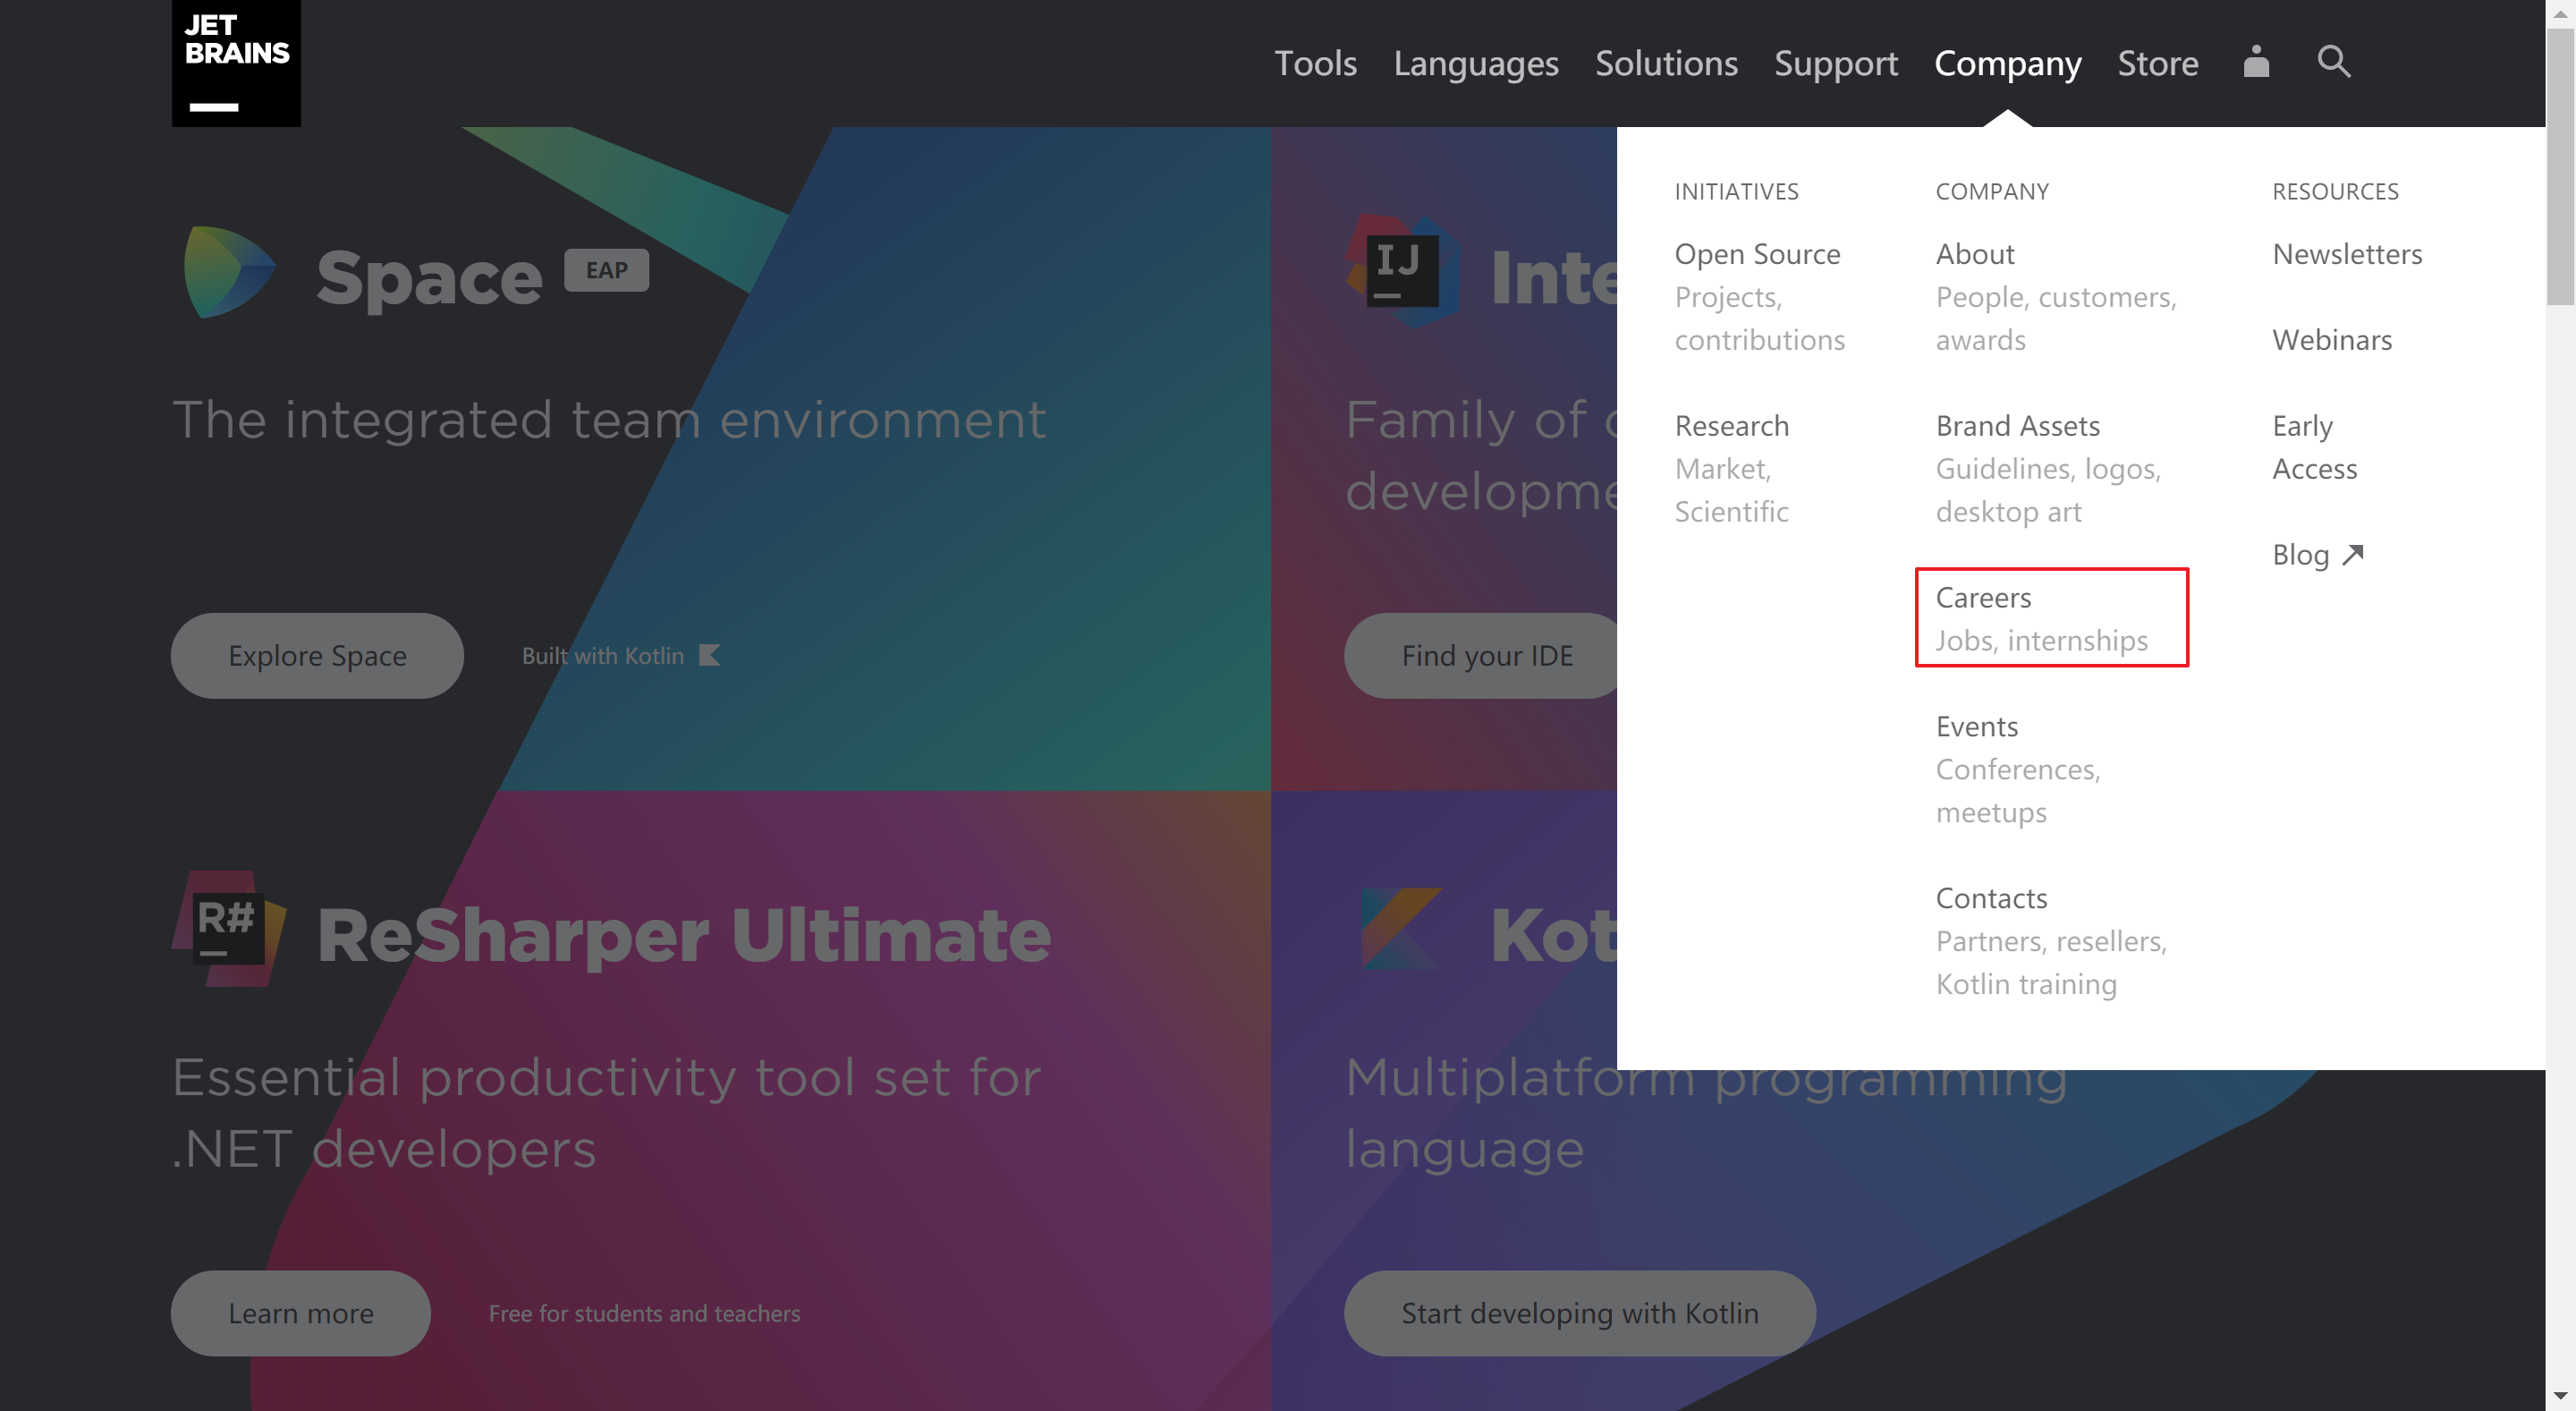 JET
BRAINS
Tools Languages Solutions Support Company Store
Space EAP
The integrated team environment
Explore Space
Built with Kotlin
IJ
Family of
Find your IDE
INITIATIVES
Open Source
Projects,
contributions
Research
Market,
Scientific
COMPANY
About
People, customers,
awards
Brand Assets
Guidelines, logos,
desktop art
Careers
Jobs, internships
Events
Conferences,
meetups
Contacts
Partners, resellers,
Kotlin training
RESOURCES
Newsletters
Webinars
Early
Access
Blog
R#
ReSharper Ultimate
Essential productivity tool set for
.NET developers
Learn more
Free for students and teachers
Multiplatform programming
language
Start developing with Kotlin